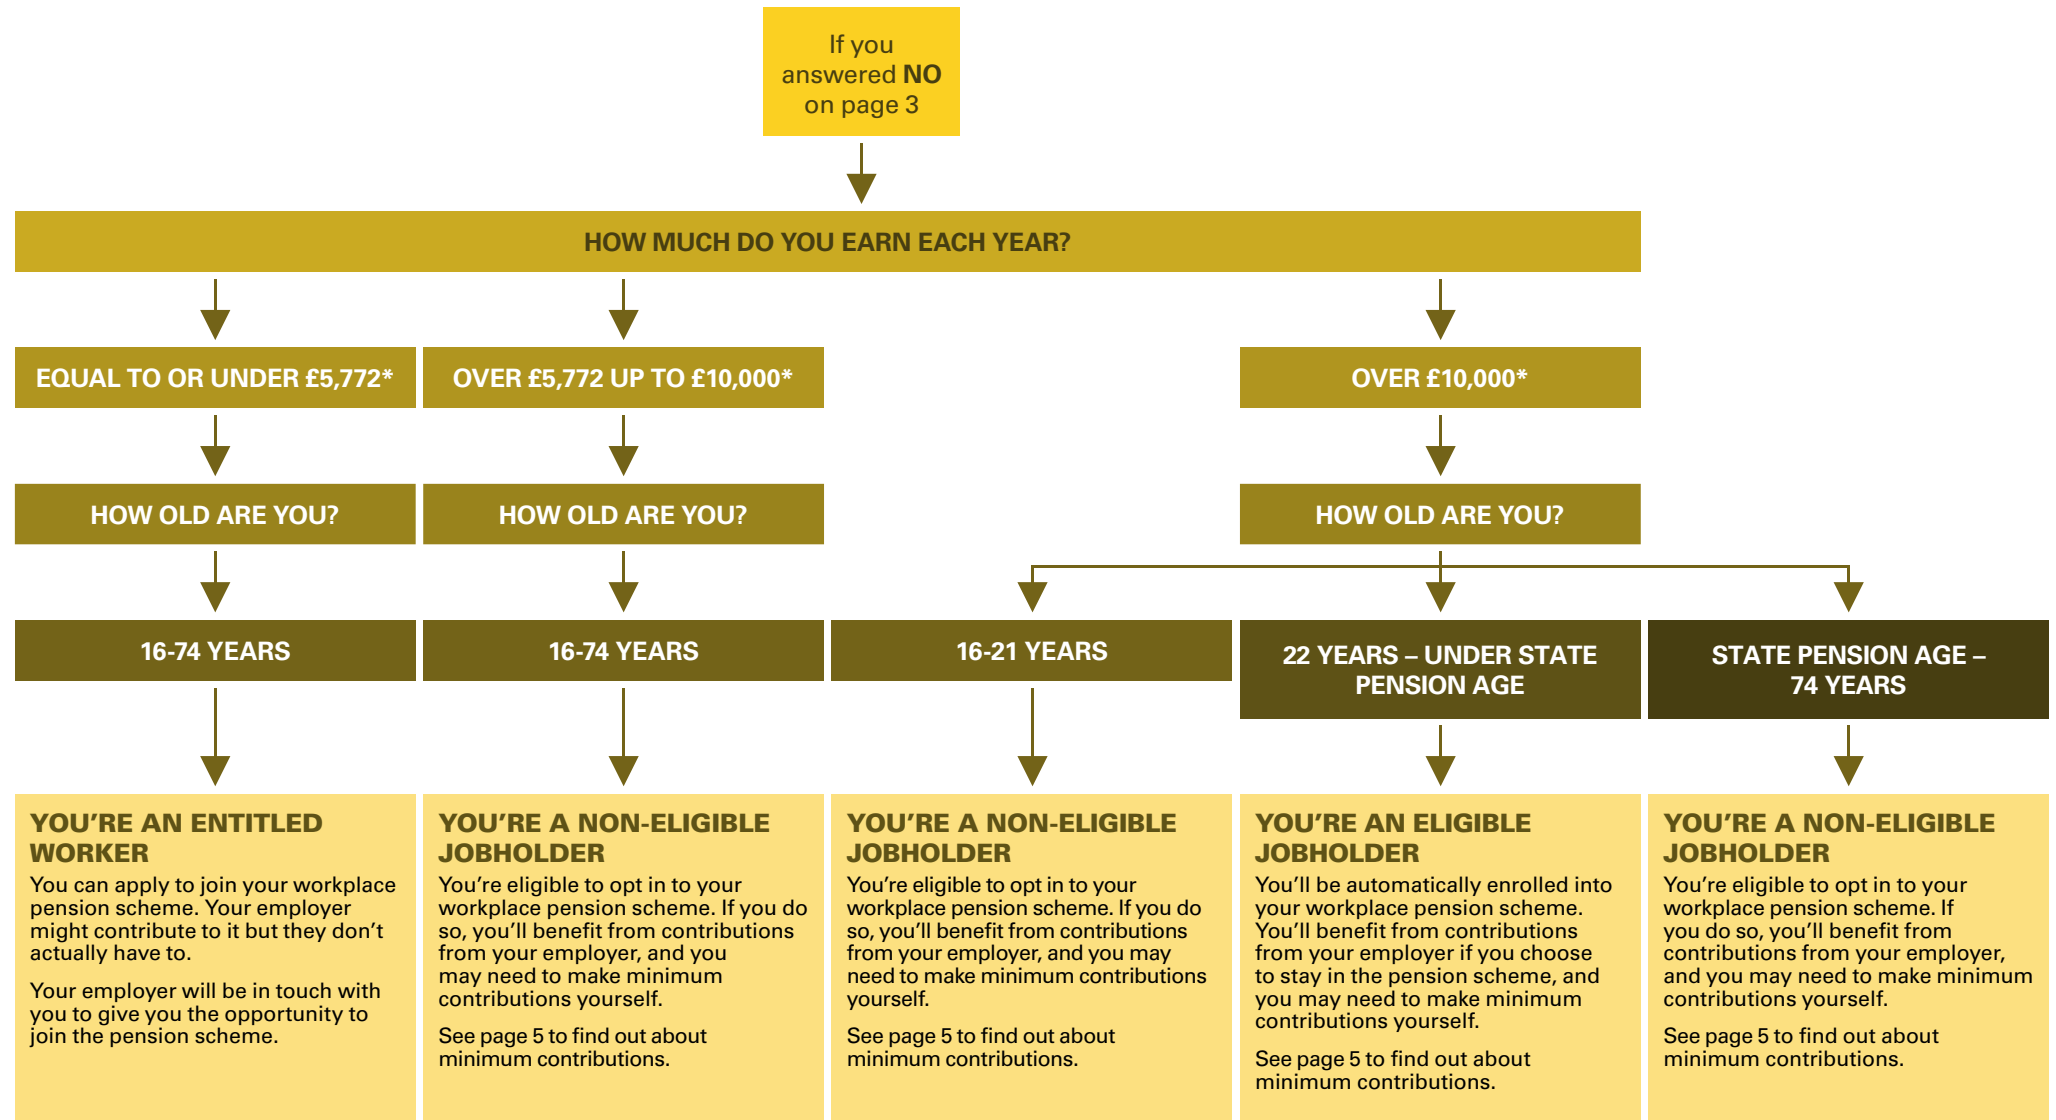 If you
answered NO
on page 3
HOW MUCH DO YOU EARN EACH YEAR?
EQUAL TO OR UNDER £5,772*
OVER £5,772 UP TO £10,000*
OVER £10,000*
HOW OLD ARE YOU?
HOW OLD ARE YOU?
HOW OLD ARE YOU?
16-74 YEARS
16-74 YEARS
16-21 YEARS
22 YEARS – UNDER STATE
PENSION AGE
STATE PENSION AGE –
74 YEARS
YOU’RE AN ENTITLED
WORKER
You can apply to join your workplace
pension scheme. Your employer
might contribute to it but they don’t
actually have to.
Your employer will be in touch with
you to give you the opportunity to
join the pension scheme.
YOU’RE A NON-ELIGIBLE
JOBHOLDER
You’re eligible to opt in to your
workplace pension scheme. If you do
so, you’ll benefit from contributions
from your employer, and you
may need to make minimum
contributions yourself.
See page 5 to find out about
minimum contributions.
YOU’RE A NON-ELIGIBLE
JOBHOLDER
You’re eligible to opt in to your
workplace pension scheme. If you do
so, you’ll benefit from contributions
from your employer, and you may
need to make minimum contributions
yourself.
See page 5 to find out about
minimum contributions.
YOU’RE AN ELIGIBLE
JOBHOLDER
You’ll be automatically enrolled into
your workplace pension scheme.
You’ll benefit from contributions
from your employer if you choose
to stay in the pension scheme, and
you may need to make minimum
contributions yourself.
See page 5 to find out about
minimum contributions.
YOU’RE A NON-ELIGIBLE
JOBHOLDER
You’re eligible to opt in to your
workplace pension scheme. If
you do so, you’ll benefit from
contributions from your employer,
and you may need to make minimum
contributions yourself.
See page 5 to find out about
minimum contributions.